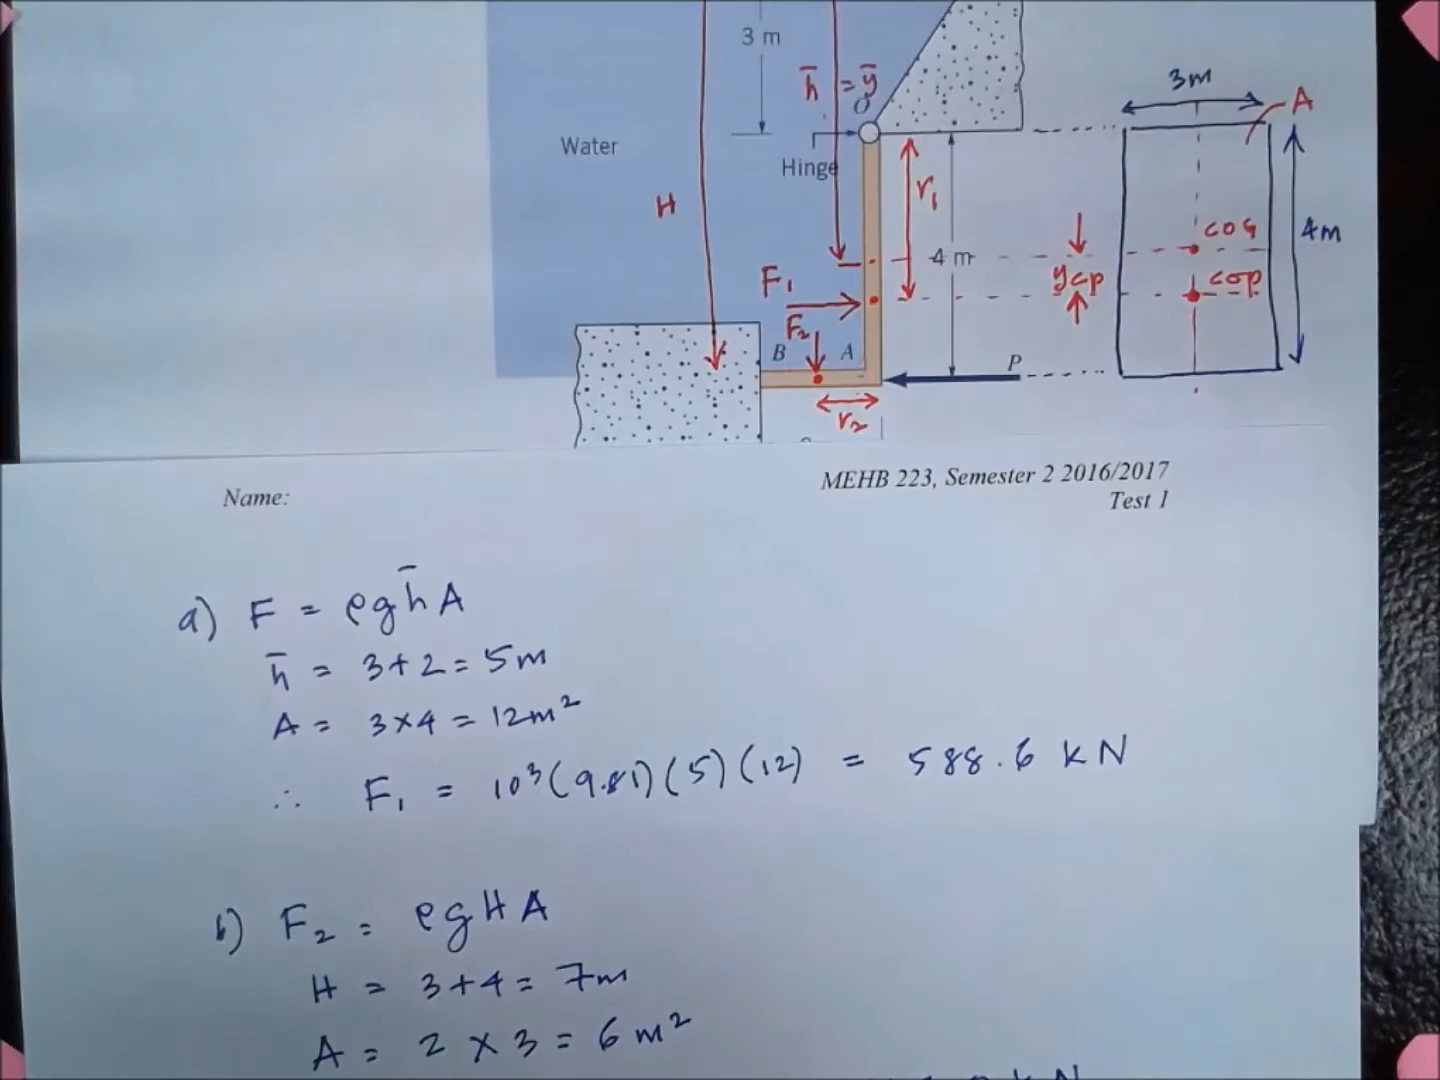 3 m
h̄ = ȳ
O
Water
Hinge
H
r₁
4 m
F₁
F₂
B
A
P
r₂
3m
A
COG
4m
ycp
COP
Name:
MEHB 223, Semester 2 2016/2017
Test 1
a) F = ρgh̄A
h̄ = 3+2 = 5m
A = 3×4 = 12m²
∴ F₁ = 10³(9.81)(5)(12) = 588.6 kN
b) F₂ = ρgHA
H = 3+4 = 7m
A = 2 × 3 = 6 m²
kN